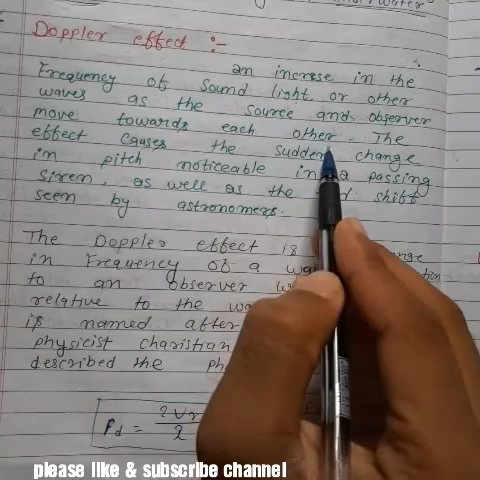 water
Doppler effect :-
an increse in the
Frequency of Sound light, or other
waves as the source and observer
move towards each other. The
effect causes the sudden change
in pitch noticeable in a passing
Siren, as well as the shift
seen by astronomers.
The Doppler effect is
in Frequency of a
to an observer
relative to the
is named after
physicist charistian
described the
please like & subscribe channel